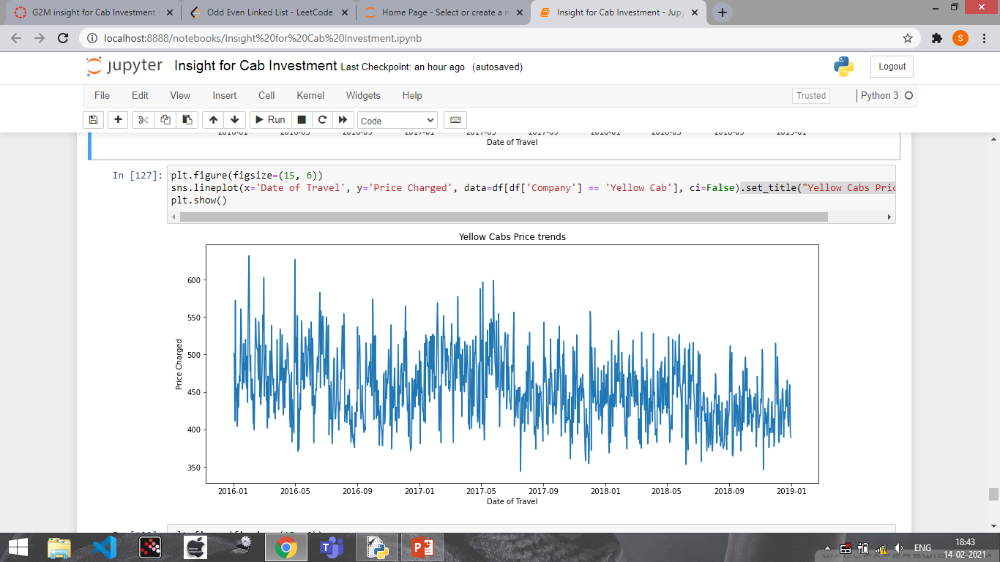 G2M insight for Cab Investment
Odd Even Linked List - LeetCode
Home Page - Select or create a n
Insight for Cab Investment - Jupy
localhost:8888/notebooks/Insight%20for%20Cab%20Investment.ipynb
S
jupyter Insight for Cab Investment Last Checkpoint: an hour ago (autosaved)
Logout
File Edit View Insert Cell Kernel Widgets Help
Trusted
Python 3
Run
Code
Date of Travel
In [127]:
plt.figure(figsize=(15, 6))
sns.lineplot(x='Date of Travel', y='Price Charged', data=df[df['Company'] == 'Yellow Cab'], ci=False).set_title("Yellow Cabs Pric
plt.show()
Yellow Cabs Price trends
600
550
500
450
400
350
Price Charged
2016-01 2016-05 2016-09 2017-01 2017-05 2017-09 2018-01 2018-05 2018-09 2019-01
Date of Travel
ENG
18:43
14-02-2021